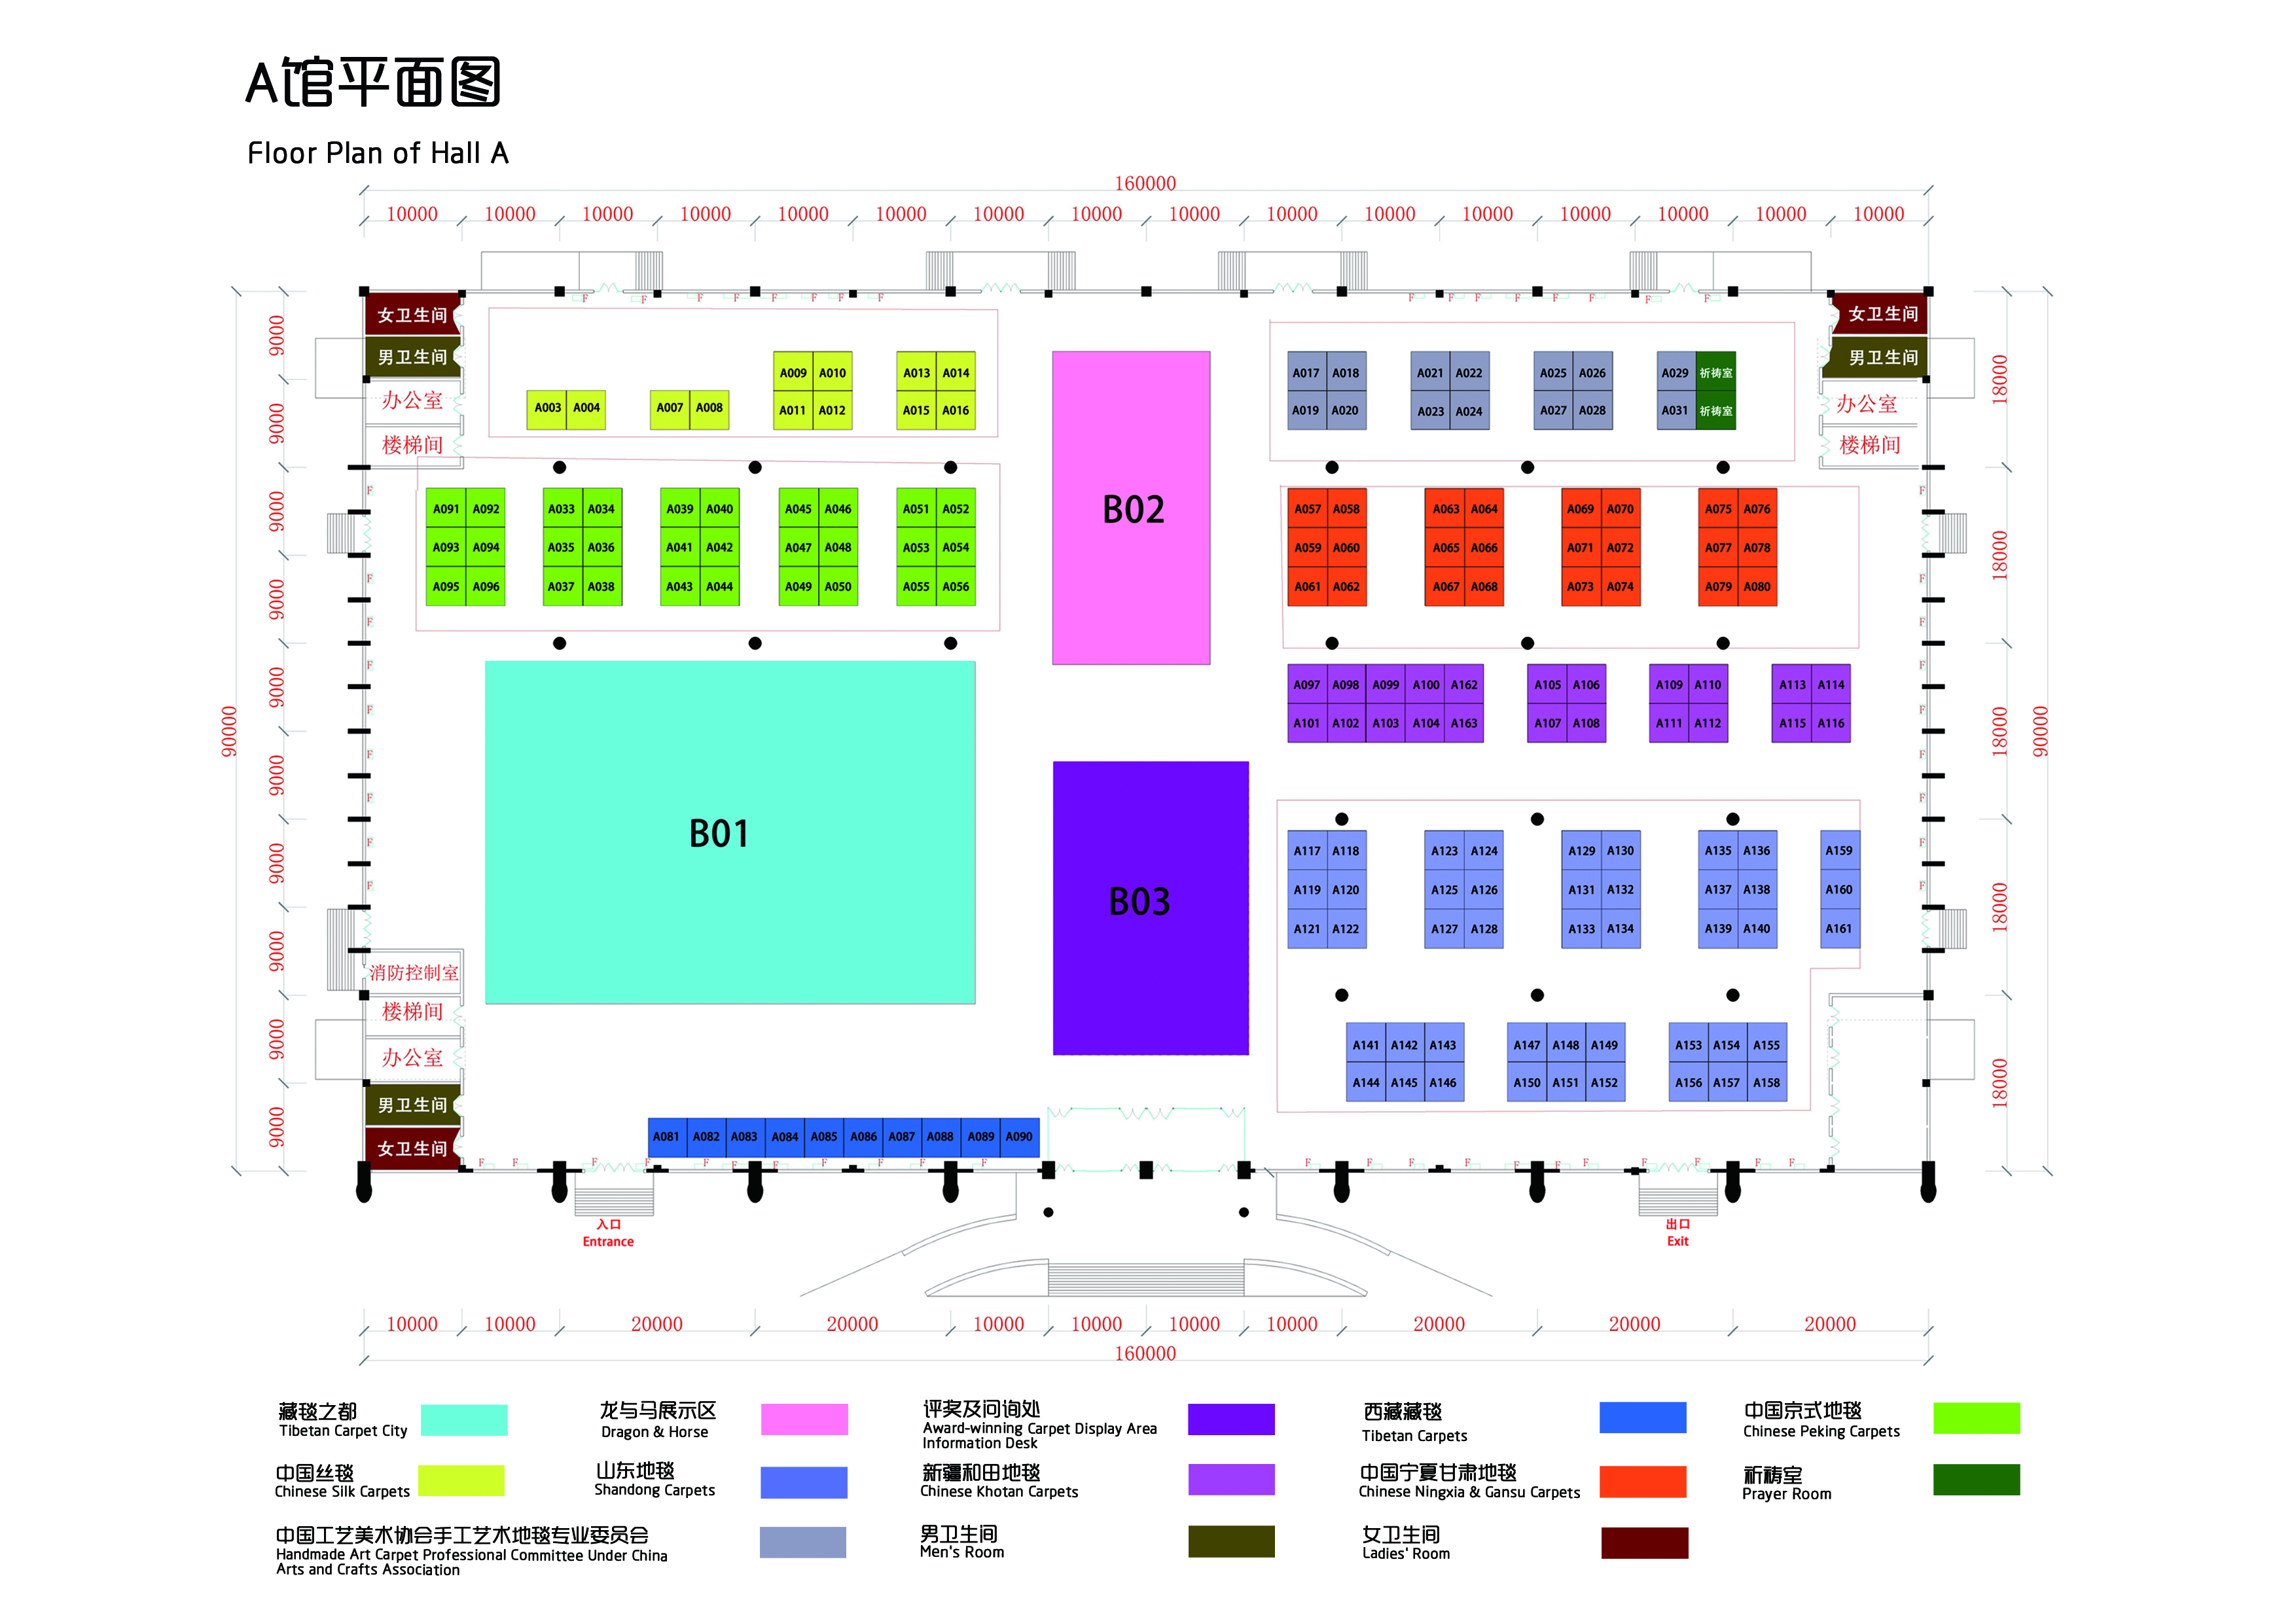 A馆平面图
Floor Plan of Hall A
160000
10000 10000 10000 10000 10000 10000 10000 10000 10000 10000 10000 10000 10000 10000 10000 10000
90000
9000 9000 9000 9000 9000 9000 9000 9000 9000 9000
18000 18000 18000 18000 18000
90000
F F F F F F F F F F F F F F F
女卫生间
男卫生间
办公室
楼梯间
女卫生间
男卫生间
办公室
楼梯间
A009 A010
A003 A004 A007 A008 A011 A012
A013 A014
A015 A016
B02
A017 A018 A021 A022 A025 A026 A029 祈祷室
A019 A020 A023 A024 A027 A028 A031 祈祷室
A091 A092 A033 A034 A039 A040 A045 A046 A051 A052
A093 A094 A035 A036 A041 A042 A047 A048 A053 A054
A095 A096 A037 A038 A043 A044 A049 A050 A055 A056
A057 A058 A063 A064 A069 A070 A075 A076
A059 A060 A065 A066 A071 A072 A077 A078
A061 A062 A067 A068 A073 A074 A079 A080
A097 A098 A099 A100 A162 A105 A106 A109 A110 A113 A114
A101 A102 A103 A104 A163 A107 A108 A111 A112 A115 A116
B01
B03
A117 A118 A123 A124 A129 A130 A135 A136 A159
A119 A120 A125 A126 A131 A132 A137 A138 A160
A121 A122 A127 A128 A133 A134 A139 A140 A161
A141 A142 A143 A147 A148 A149 A153 A154 A155
A144 A145 A146 A150 A151 A152 A156 A157 A158
消防控制室
楼梯间
办公室
男卫生间
女卫生间
A081 A082 A083 A084 A085 A086 A087 A088 A089 A090
入口
Entrance
出口
Exit
10000 10000 20000 20000 10000 10000 10000 10000 20000 20000 20000
160000
藏毯之都
Tibetan Carpet City
龙与马展示区
Dragon & Horse
评奖及问询处
Award-winning Carpet Display Area
Information Desk
西藏藏毯
Tibetan Carpets
中国京式地毯
Chinese Peking Carpets
中国丝毯
Chinese Silk Carpets
山东地毯
Shandong Carpets
新疆和田地毯
Chinese Khotan Carpets
中国宁夏甘肃地毯
Chinese Ningxia & Gansu Carpets
祈祷室
Prayer Room
中国工艺美术协会手工艺术地毯专业委员会
Handmade Art Carpet Professional Committee Under China
Arts and Crafts Association
男卫生间
Men's Room
女卫生间
Ladies' Room